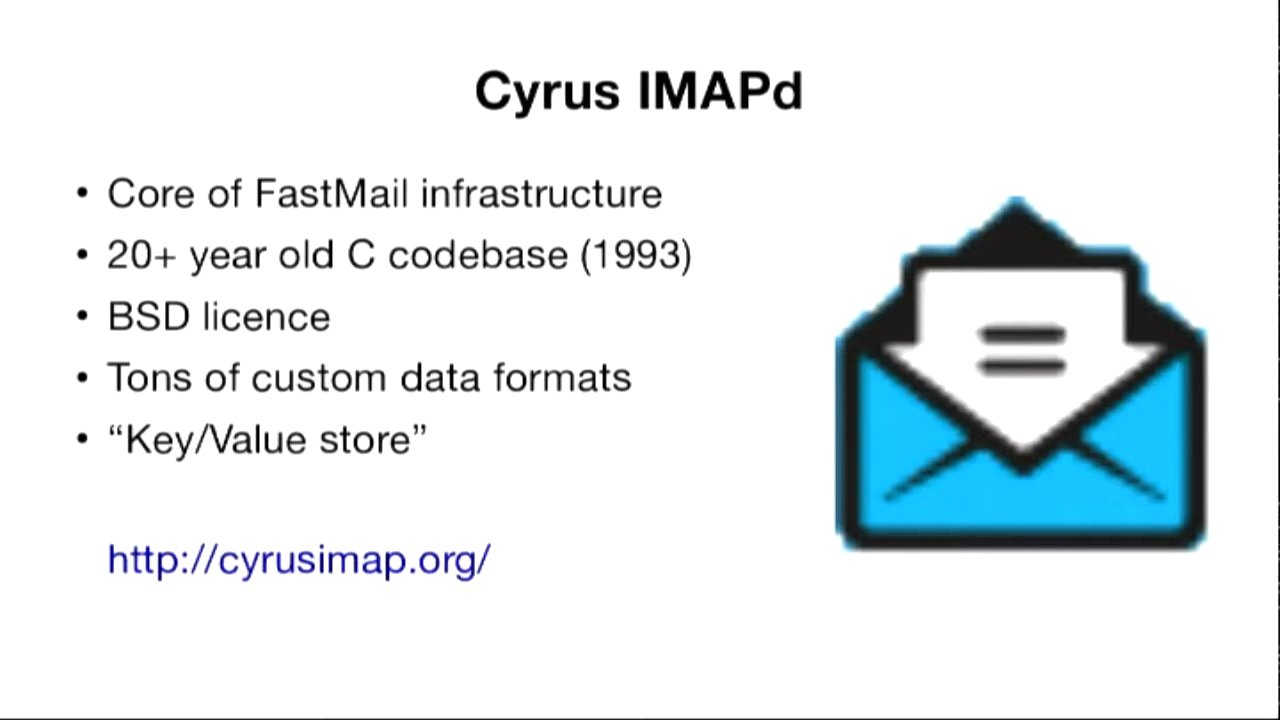 Cyrus IMAPd
• Core of FastMail infrastructure
• 20+ year old C codebase (1993)
• BSD licence
• Tons of custom data formats
• “Key/Value store”
http://cyrusimap.org/